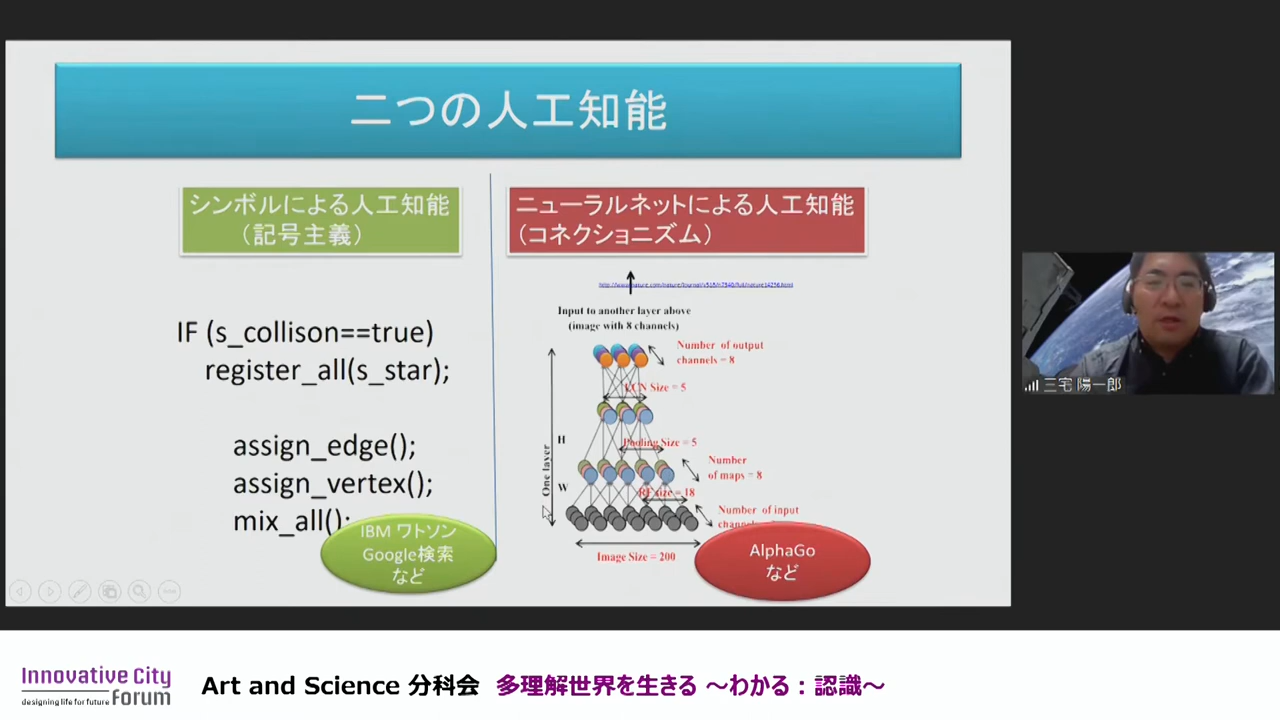 二つの人工知能
シンボルによる人工知能
（記号主義）
ニューラルネットによる人工知能
（コネクショニズム）
IF (s_collison==true)
register_all(s_star);
assign_edge();
assign_vertex();
mix_all();
IBM ワトソン
Google検索
など
Input to another layer above
(image with 8 channels)
Number of output
channels = 8
LCN Size = 5
Pooling Size = 5
Number
of maps = 8
RF size = 18
Number of input
One layer
H
W
Image Size = 200
AlphaGo
など
三宅 陽一郎
Innovative City
Forum
designing life for future
Art and Science 分科会 多理解世界を生きる ～わかる：認識～